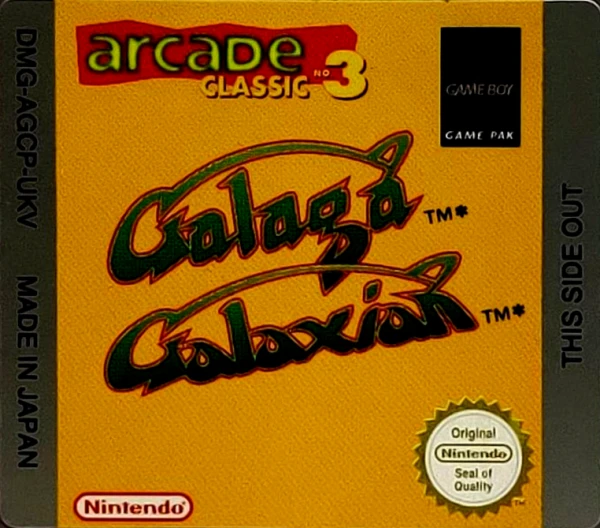 arcade
CLASSIC NO 3
GAME BOY
GAME PAK
Galaga TM*
Galaxian TM*
Original
Nintendo
Seal of
Quality
TM
Nintendo
DMG-AGCP-UKV MADE IN JAPAN
THIS SIDE OUT